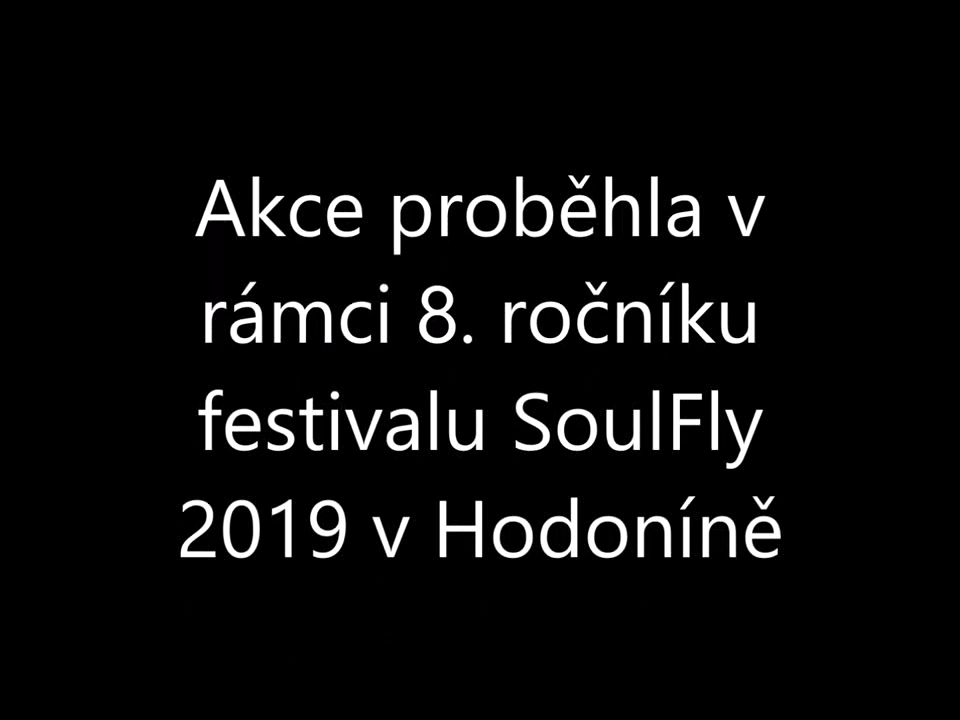 Akce proběhla v
rámci 8. ročníku
festivalu SoulFly
2019 v Hodoníně